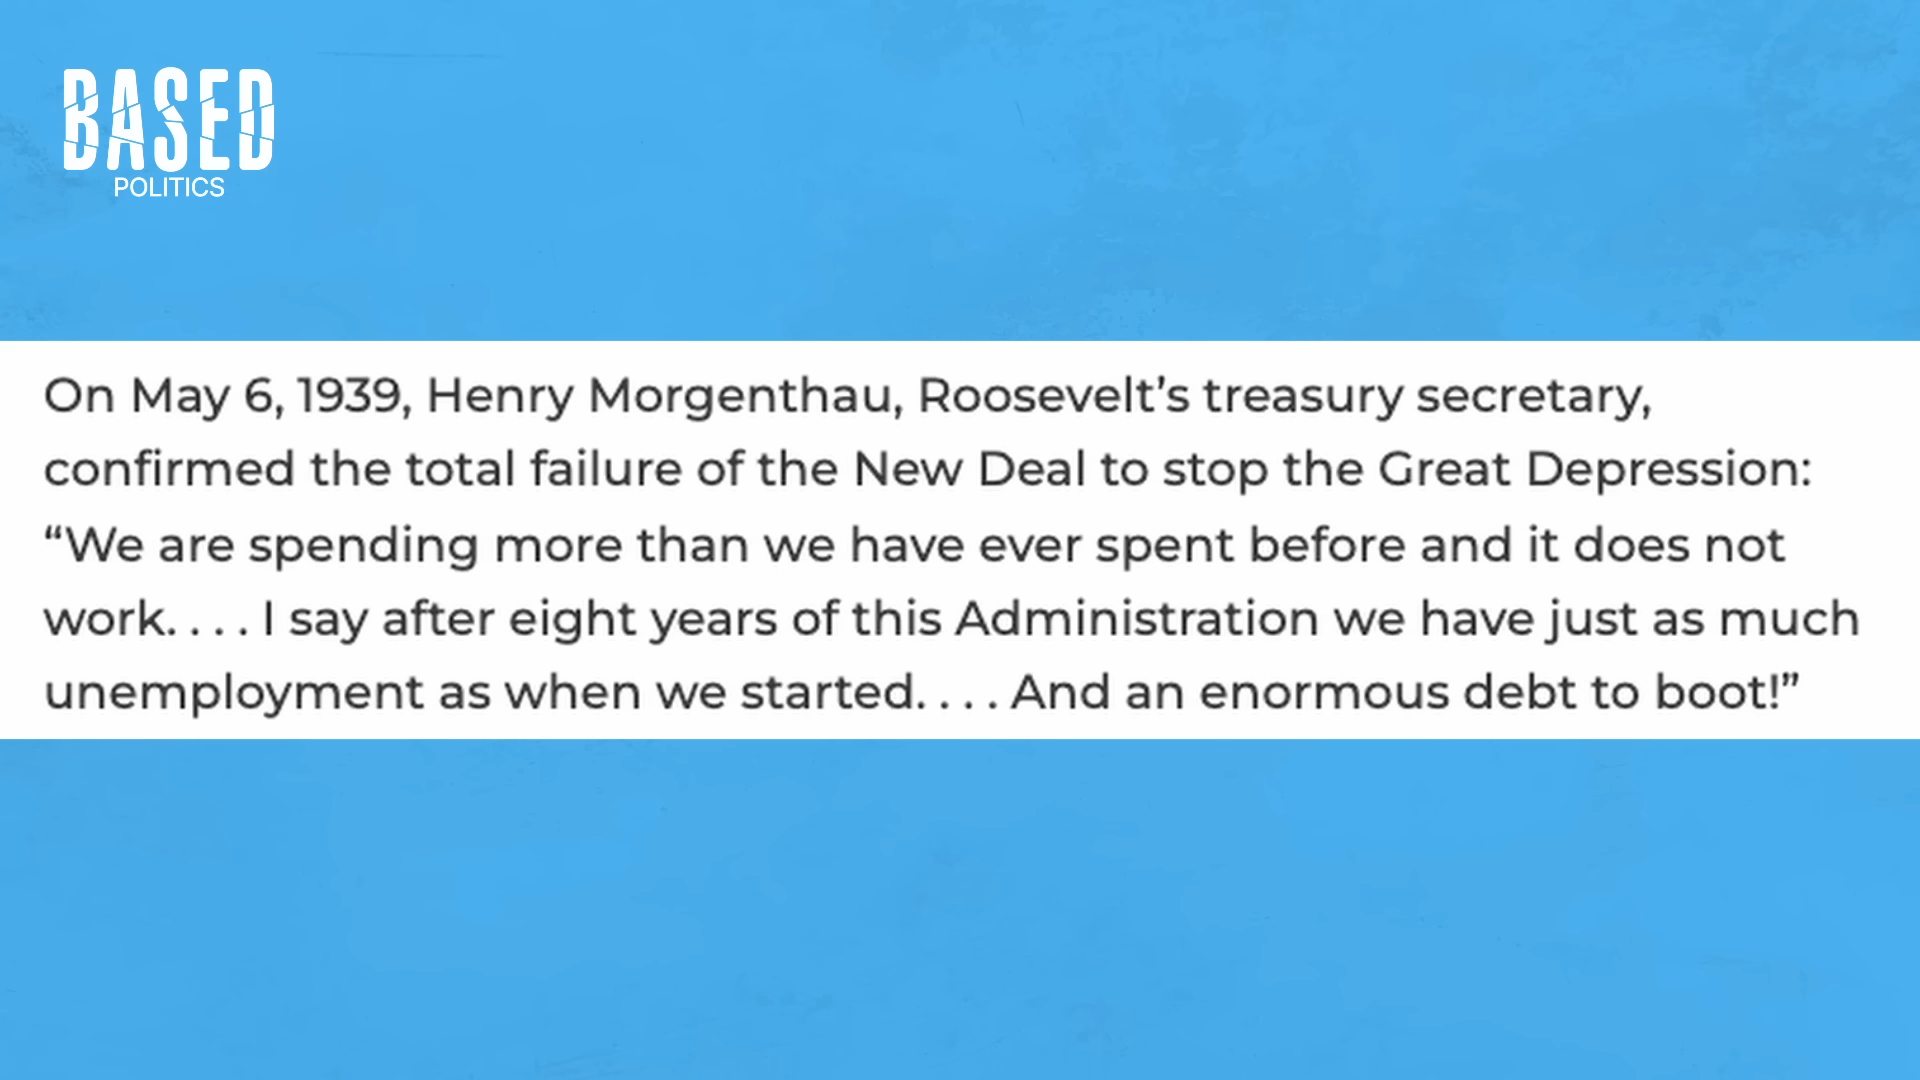 BASED
POLITICS
On May 6, 1939, Henry Morgenthau, Roosevelt’s treasury secretary,
confirmed the total failure of the New Deal to stop the Great Depression:
“We are spending more than we have ever spent before and it does not
work. . . . I say after eight years of this Administration we have just as much
unemployment as when we started. . . . And an enormous debt to boot!”